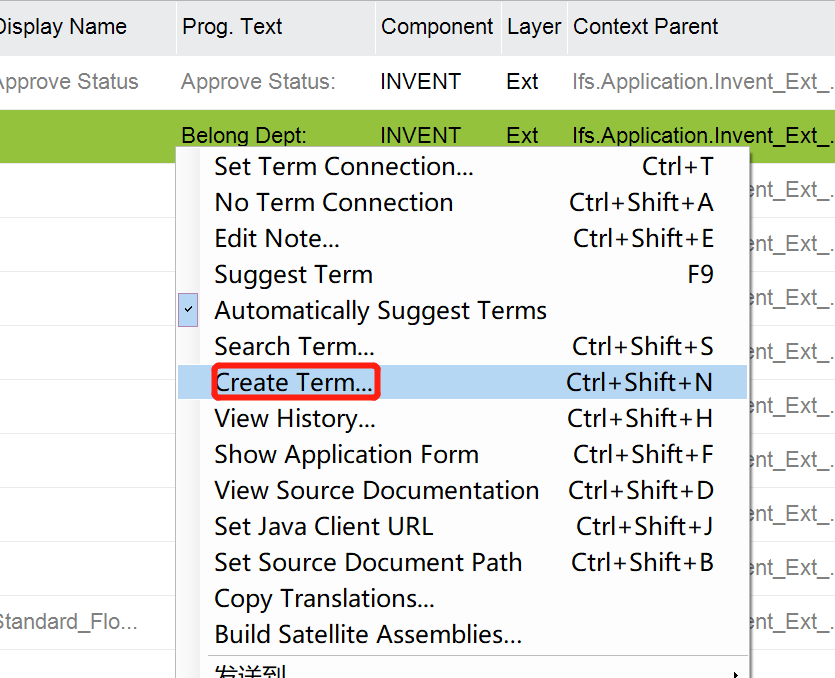 Display Name Prog. Text Component Layer Context Parent
Approve Status Approve Status: INVENT Ext Ifs.Application.Invent_Ext_.
Belong Dept: INVENT Ext Ifs.Application.Invent_Ext_.
Set Term Connection... Ctrl+T
ent_Ext_.
No Term Connection Ctrl+Shift+A
Edit Note... Ctrl+Shift+E
ent_Ext_.
Suggest Term F9
ent_Ext_.
Automatically Suggest Terms
Search Term... Ctrl+Shift+S
ent_Ext_.
Create Term... Ctrl+Shift+N
ent_Ext_.
View History... Ctrl+Shift+H
Show Application Form Ctrl+Shift+F
ent_Ext_.
View Source Documentation Ctrl+Shift+D
ent_Ext_.
Set Java Client URL Ctrl+Shift+J
Set Source Document Path Ctrl+Shift+B
ent_Ext_.
Copy Translations...
Standard_Flo... ent_Ext_.
Build Satellite Assemblies...
发送到